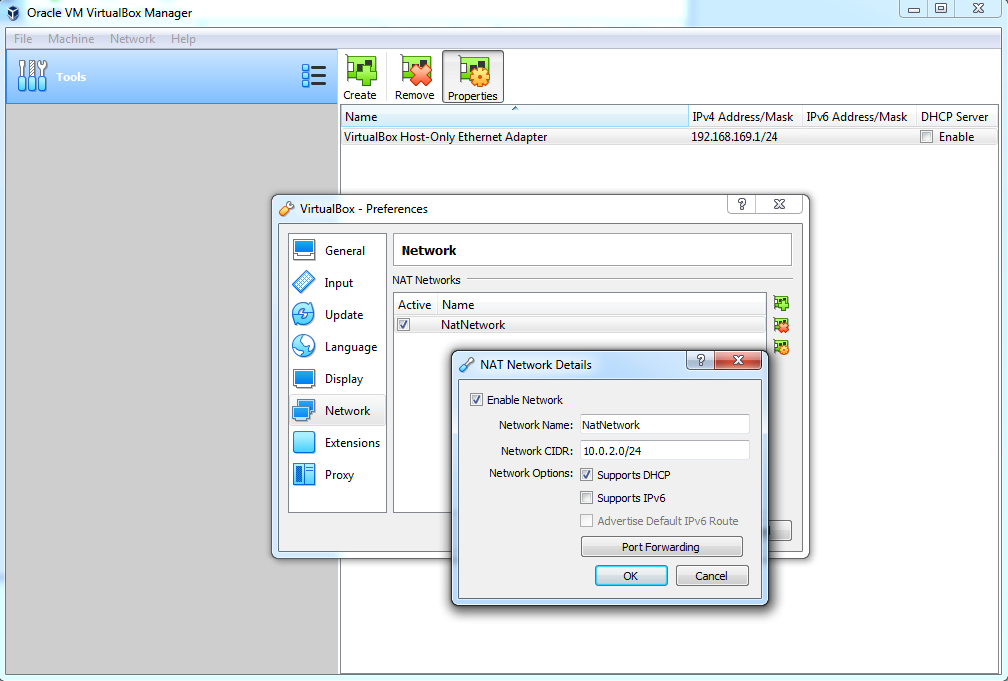 Oracle VM VirtualBox Manager
File Machine Network Help
Tools
Create Remove Properties
Name IPv4 Address/Mask IPv6 Address/Mask DHCP Server
VirtualBox Host-Only Ethernet Adapter 192.168.169.1/24 Enable
VirtualBox - Preferences ?
General
Input
Update
Language
Display
Network
Extensions
Proxy
Network
NAT Networks
Active Name
NatNetwork
NAT Network Details ?
Enable Network
Network Name: NatNetwork
Network CIDR: 10.0.2.0/24
Network Options: Supports DHCP
Supports IPv6
Advertise Default IPv6 Route
Port Forwarding
OK Cancel